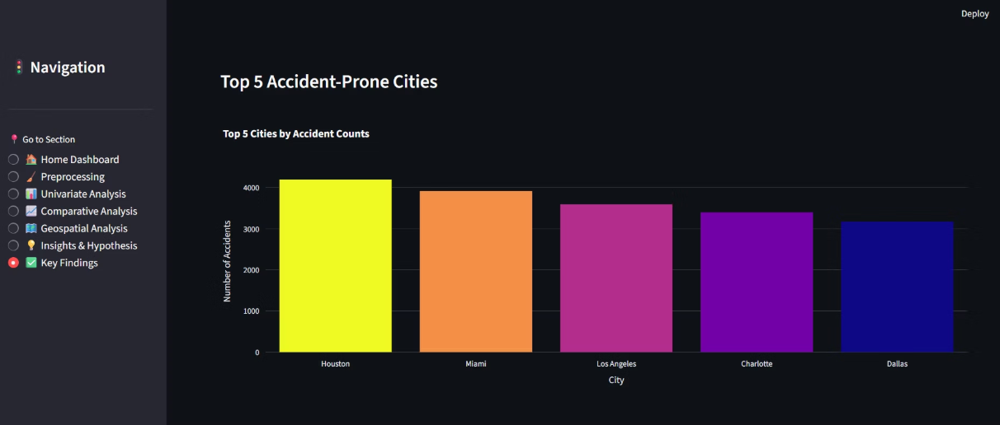 Deploy
🚦 Navigation
📍 Go to Section
🏠 Home Dashboard
🧹 Preprocessing
📊 Univariate Analysis
📈 Comparative Analysis
🗺️ Geospatial Analysis
💡 Insights & Hypothesis
✅ Key Findings
Top 5 Accident-Prone Cities
Top 5 Cities by Accident Counts
Number of Accidents
4000
3000
2000
1000
0
Houston Miami Los Angeles Charlotte Dallas
City